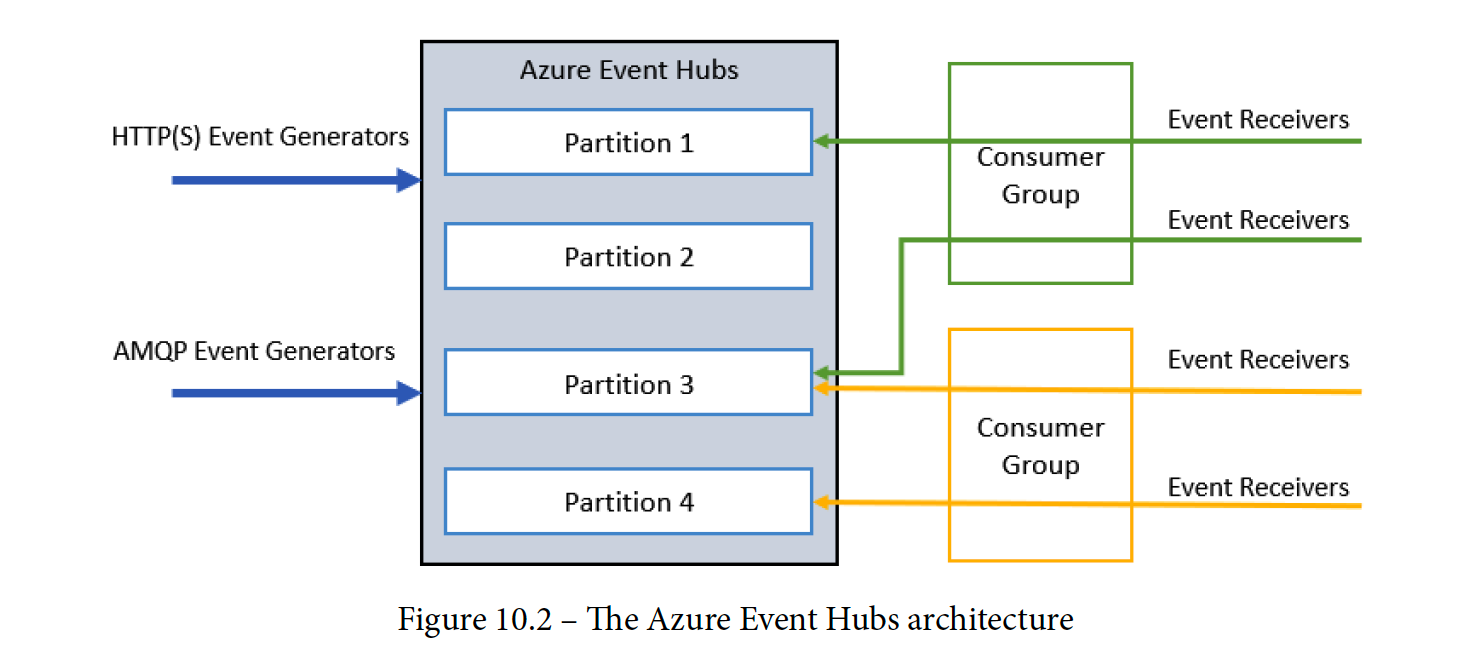 Azure Event Hubs
HTTP(S) Event Generators
AMQP Event Generators
Partition 1
Partition 2
Partition 3
Partition 4
Consumer
Group
Consumer
Group
Event Receivers
Event Receivers
Event Receivers
Event Receivers
Figure 10.2 – The Azure Event Hubs architecture